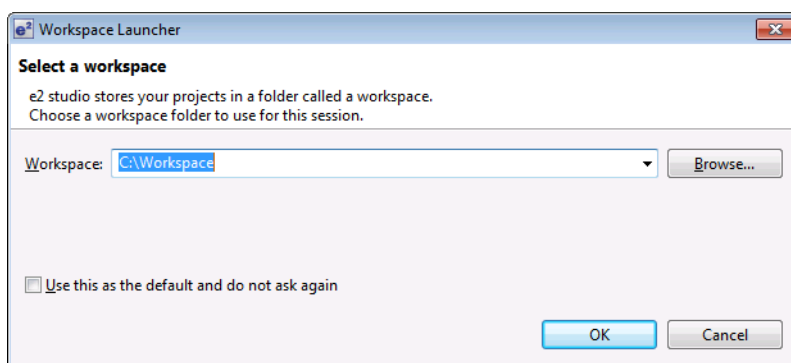 e² Workspace Launcher
Select a workspace
e2 studio stores your projects in a folder called a workspace.
Choose a workspace folder to use for this session.
Workspace: C:\Workspace Browse...
Use this as the default and do not ask again
OK Cancel